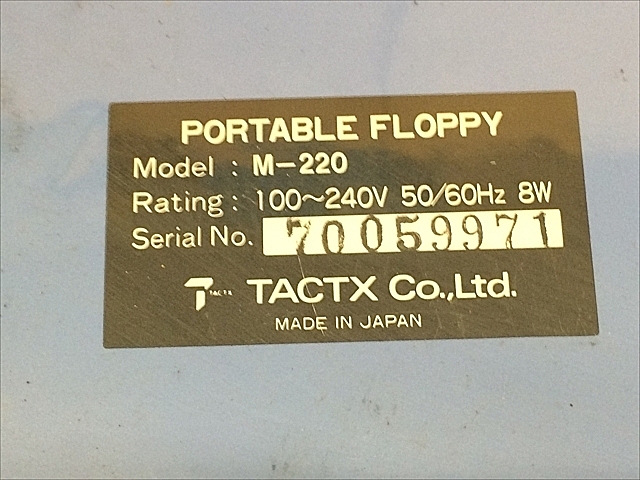 PORTABLE FLOPPY
Model : M-220
Rating : 100~240V 50/60Hz 8W
Serial No. 70059971
TACTX TACTX Co.,Ltd.
MADE IN JAPAN